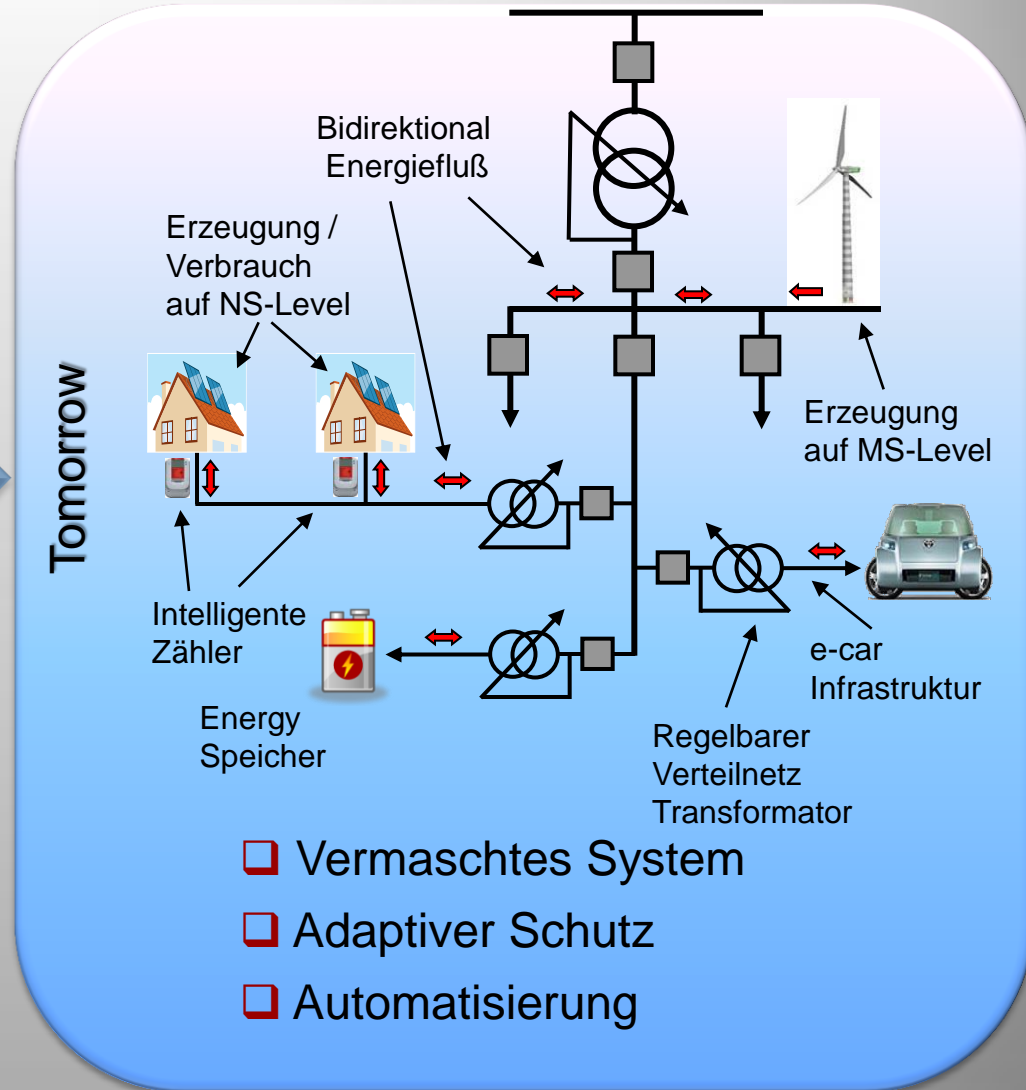 Tomorrow
Bidirektional
Energiefluß
Erzeugung /
Verbrauch
auf NS-Level
Erzeugung
auf MS-Level
Intelligente
Zähler
Energy
Speicher
e-car
Infrastruktur
Regelbarer
Verteilnetz
Transformator
Vermaschtes System
Adaptiver Schutz
Automatisierung